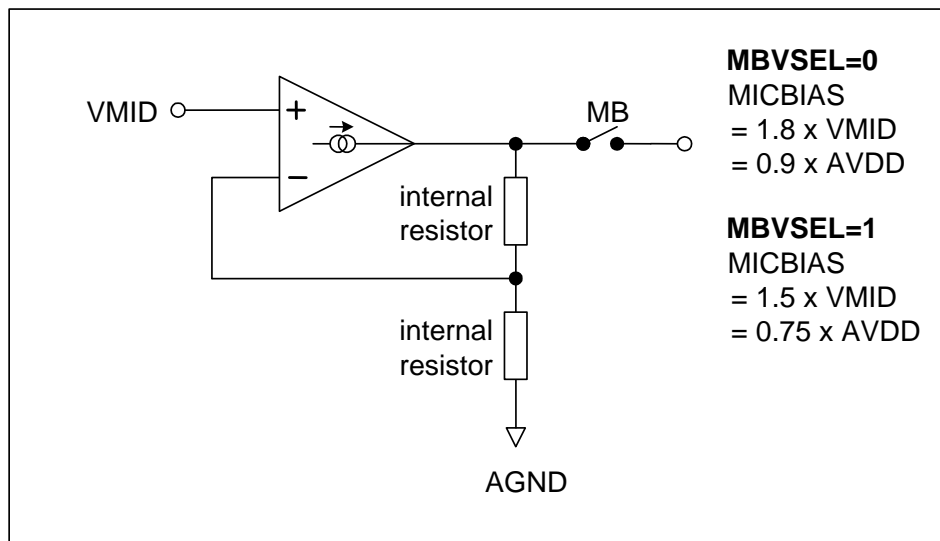 VMID
+
−
MB
internal
resistor
internal
resistor
AGND
MBVSEL=0
MICBIAS
= 1.8 x VMID
= 0.9 x AVDD
MBVSEL=1
MICBIAS
= 1.5 x VMID
= 0.75 x AVDD